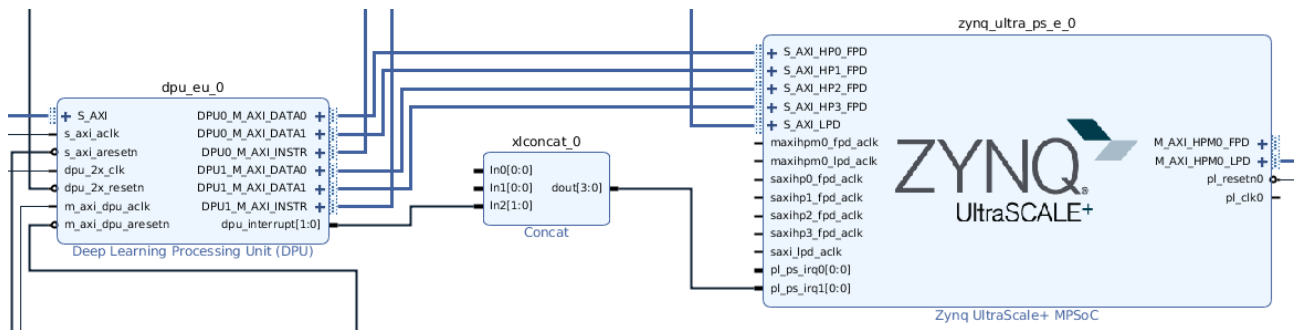 zynq_ultra_ps_e_0
dpu_eu_0
S_AXI
s_axi_aclk
s_axi_aresetn
dpu_2x_clk
dpu_2x_resetn
m_axi_dpu_aclk
m_axi_dpu_aresetn
DPU0_M_AXI_DATA0
DPU0_M_AXI_DATA1
DPU0_M_AXI_INSTR
DPU1_M_AXI_DATA0
DPU1_M_AXI_DATA1
DPU1_M_AXI_INSTR
dpu_interrupt[1:0]
Deep Learning Processing Unit (DPU)
xlconcat_0
In0[0:0]
In1[0:0]
In2[1:0]
dout[3:0]
Concat
S_AXI_HP0_FPD
S_AXI_HP1_FPD
S_AXI_HP2_FPD
S_AXI_HP3_FPD
S_AXI_LPD
maxihpm0_fpd_aclk
maxihpm0_lpd_aclk
saxihp0_fpd_aclk
saxihp1_fpd_aclk
saxihp2_fpd_aclk
saxihp3_fpd_aclk
saxi_lpd_aclk
pl_ps_irq0[0:0]
pl_ps_irq1[0:0]
ZYNQ®
UltraSCALE+
M_AXI_HPM0_FPD
M_AXI_HPM0_LPD
pl_resetn0
pl_clk0
Zynq UltraScale+ MPSoC